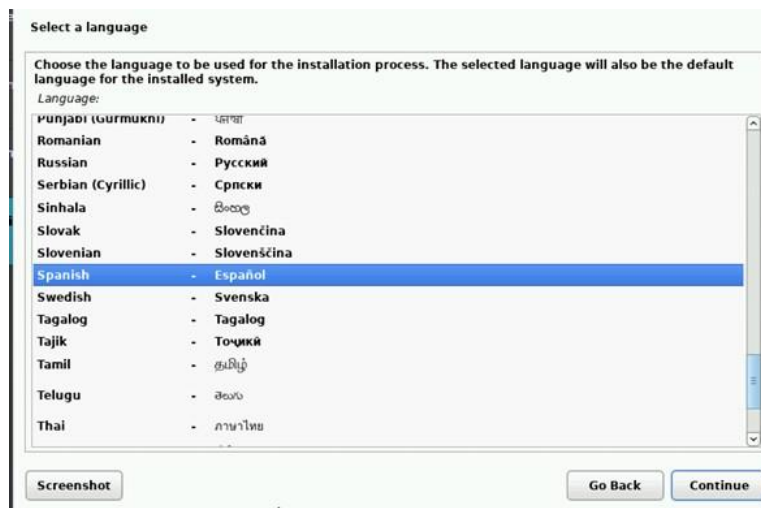 Select a language
Choose the language to be used for the installation process. The selected language will also be the default
language for the installed system.
Language:
Punjabi (Gurmukhi) - ਪੰਜਾਬੀ
Romanian - Română
Russian - Русский
Serbian (Cyrillic) - Српски
Sinhala - සිංහල
Slovak - Slovenčina
Slovenian - Slovenščina
Spanish - Español
Swedish - Svenska
Tagalog - Tagalog
Tajik - Тоҷикӣ
Tamil - தமிழ்
Telugu - తెలుగు
Thai - ภาษาไทย
Screenshot Go Back Continue